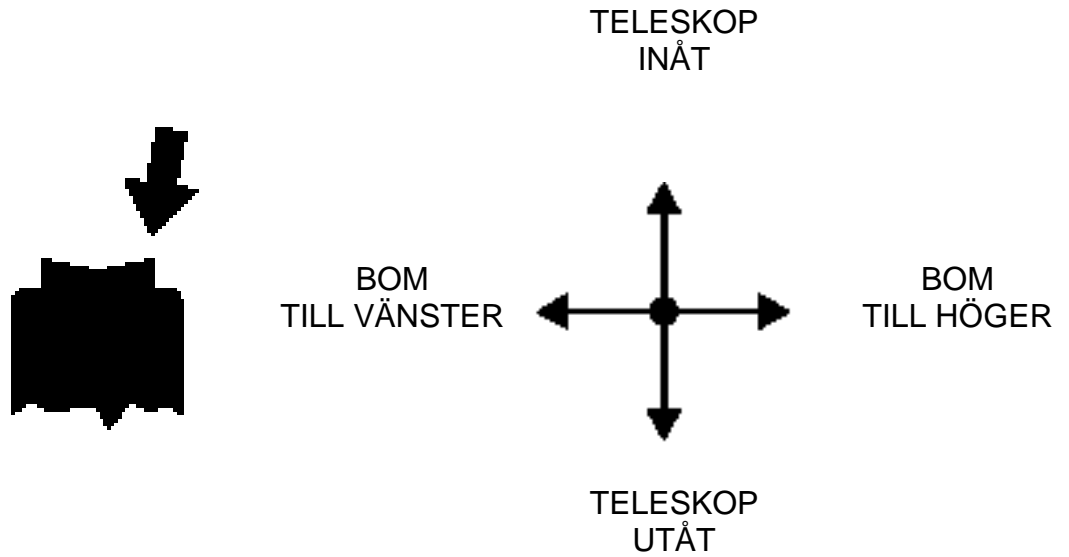 TELESKOP
INÅT
BOM
TILL VÄNSTER
BOM
TILL HÖGER
TELESKOP
UTÅT